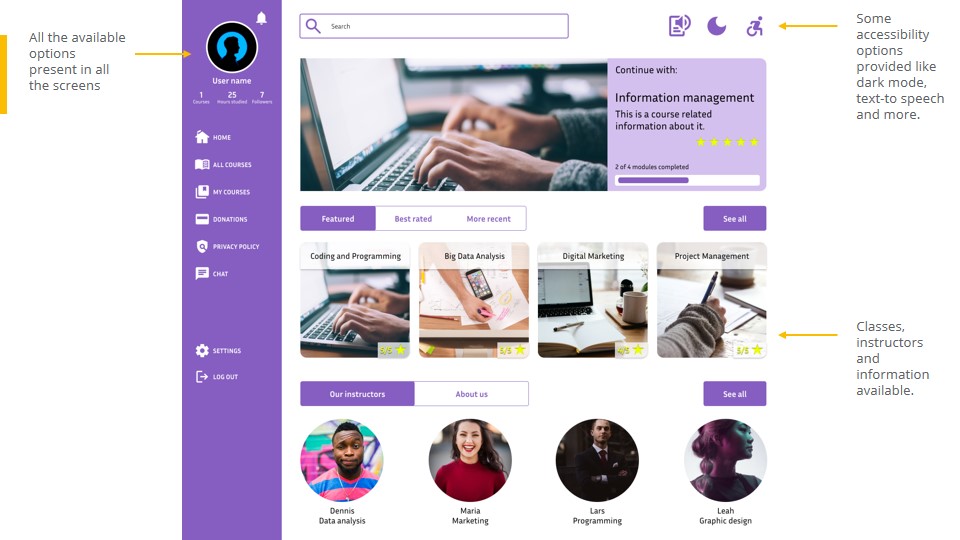 All the available
options
present in all
the screens
User name
1 25 7
Courses Hours studied Followers
HOME
ALL COURSES
MY COURSES
DONATIONS
PRIVACY POLICY
CHAT
SETTINGS
LOG OUT
Search
Continue with:
Information management
This is a course related
information about it.
2 of 4 modules completed
Featured Best rated More recent See all
Coding and Programming Big Data Analysis Digital Marketing Project Management
5/5 5/5 4/5 5/5
Our instructors About us See all
Dennis Maria Lars Leah
Data analysis Marketing Programming Graphic design
Some
accessibility
options
provided like
dark mode,
text-to speech
and more.
Classes,
instructors
and
information
available.